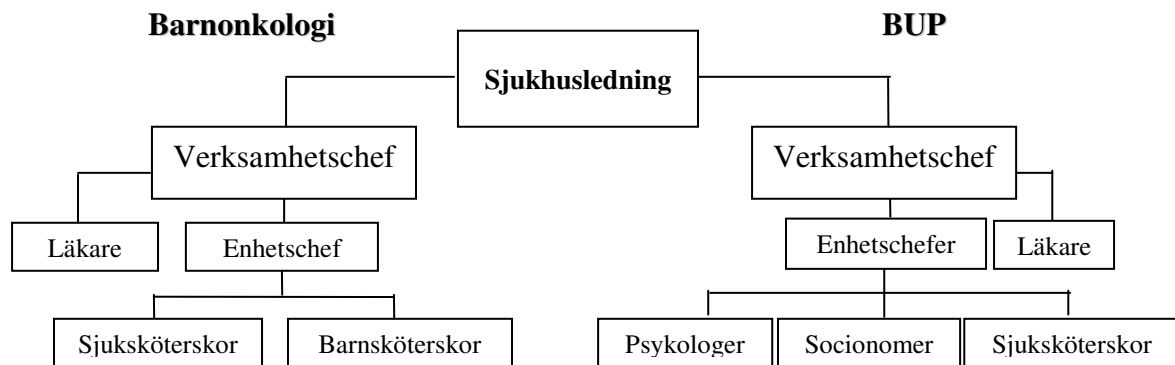 Barnonkologi
BUP
Sjukhusledning
Verksamhetschef
Verksamhetschef
Läkare
Enhetschef
Enhetschefer
Läkare
Sjuksköterskor
Barnsköterskor
Psykologer
Socionomer
Sjuksköterskor